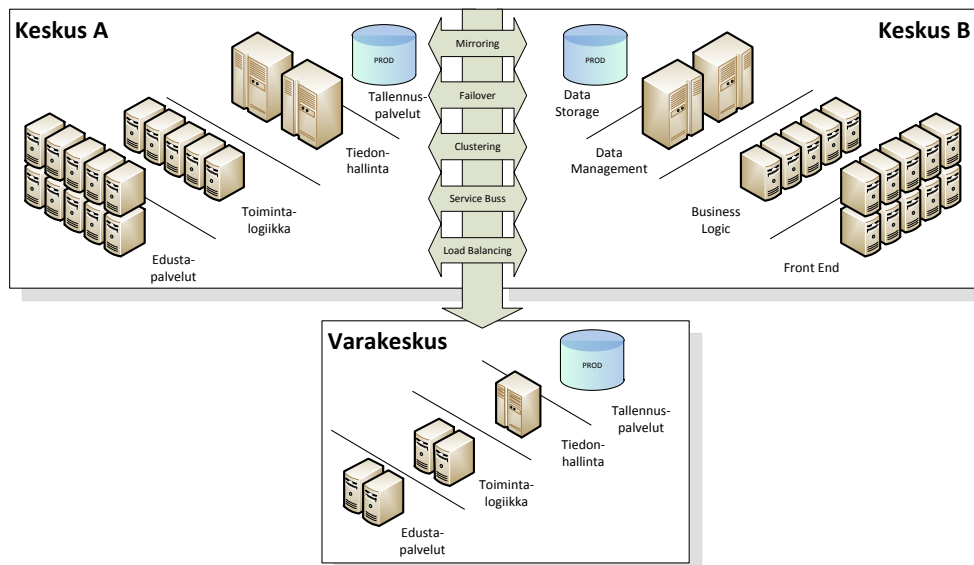 Keskus A
PROD
Tallennus-
palvelut
Tiedon-
hallinta
Toiminta-
logiikka
Edusta-
palvelut
Mirroring
Failover
Clustering
Service Buss
Load Balancing
Keskus B
PROD
Data
Storage
Data
Management
Business
Logic
Front End
Varakeskus
PROD
Tallennus-
palvelut
Tiedon-
hallinta
Toiminta-
logiikka
Edusta-
palvelut